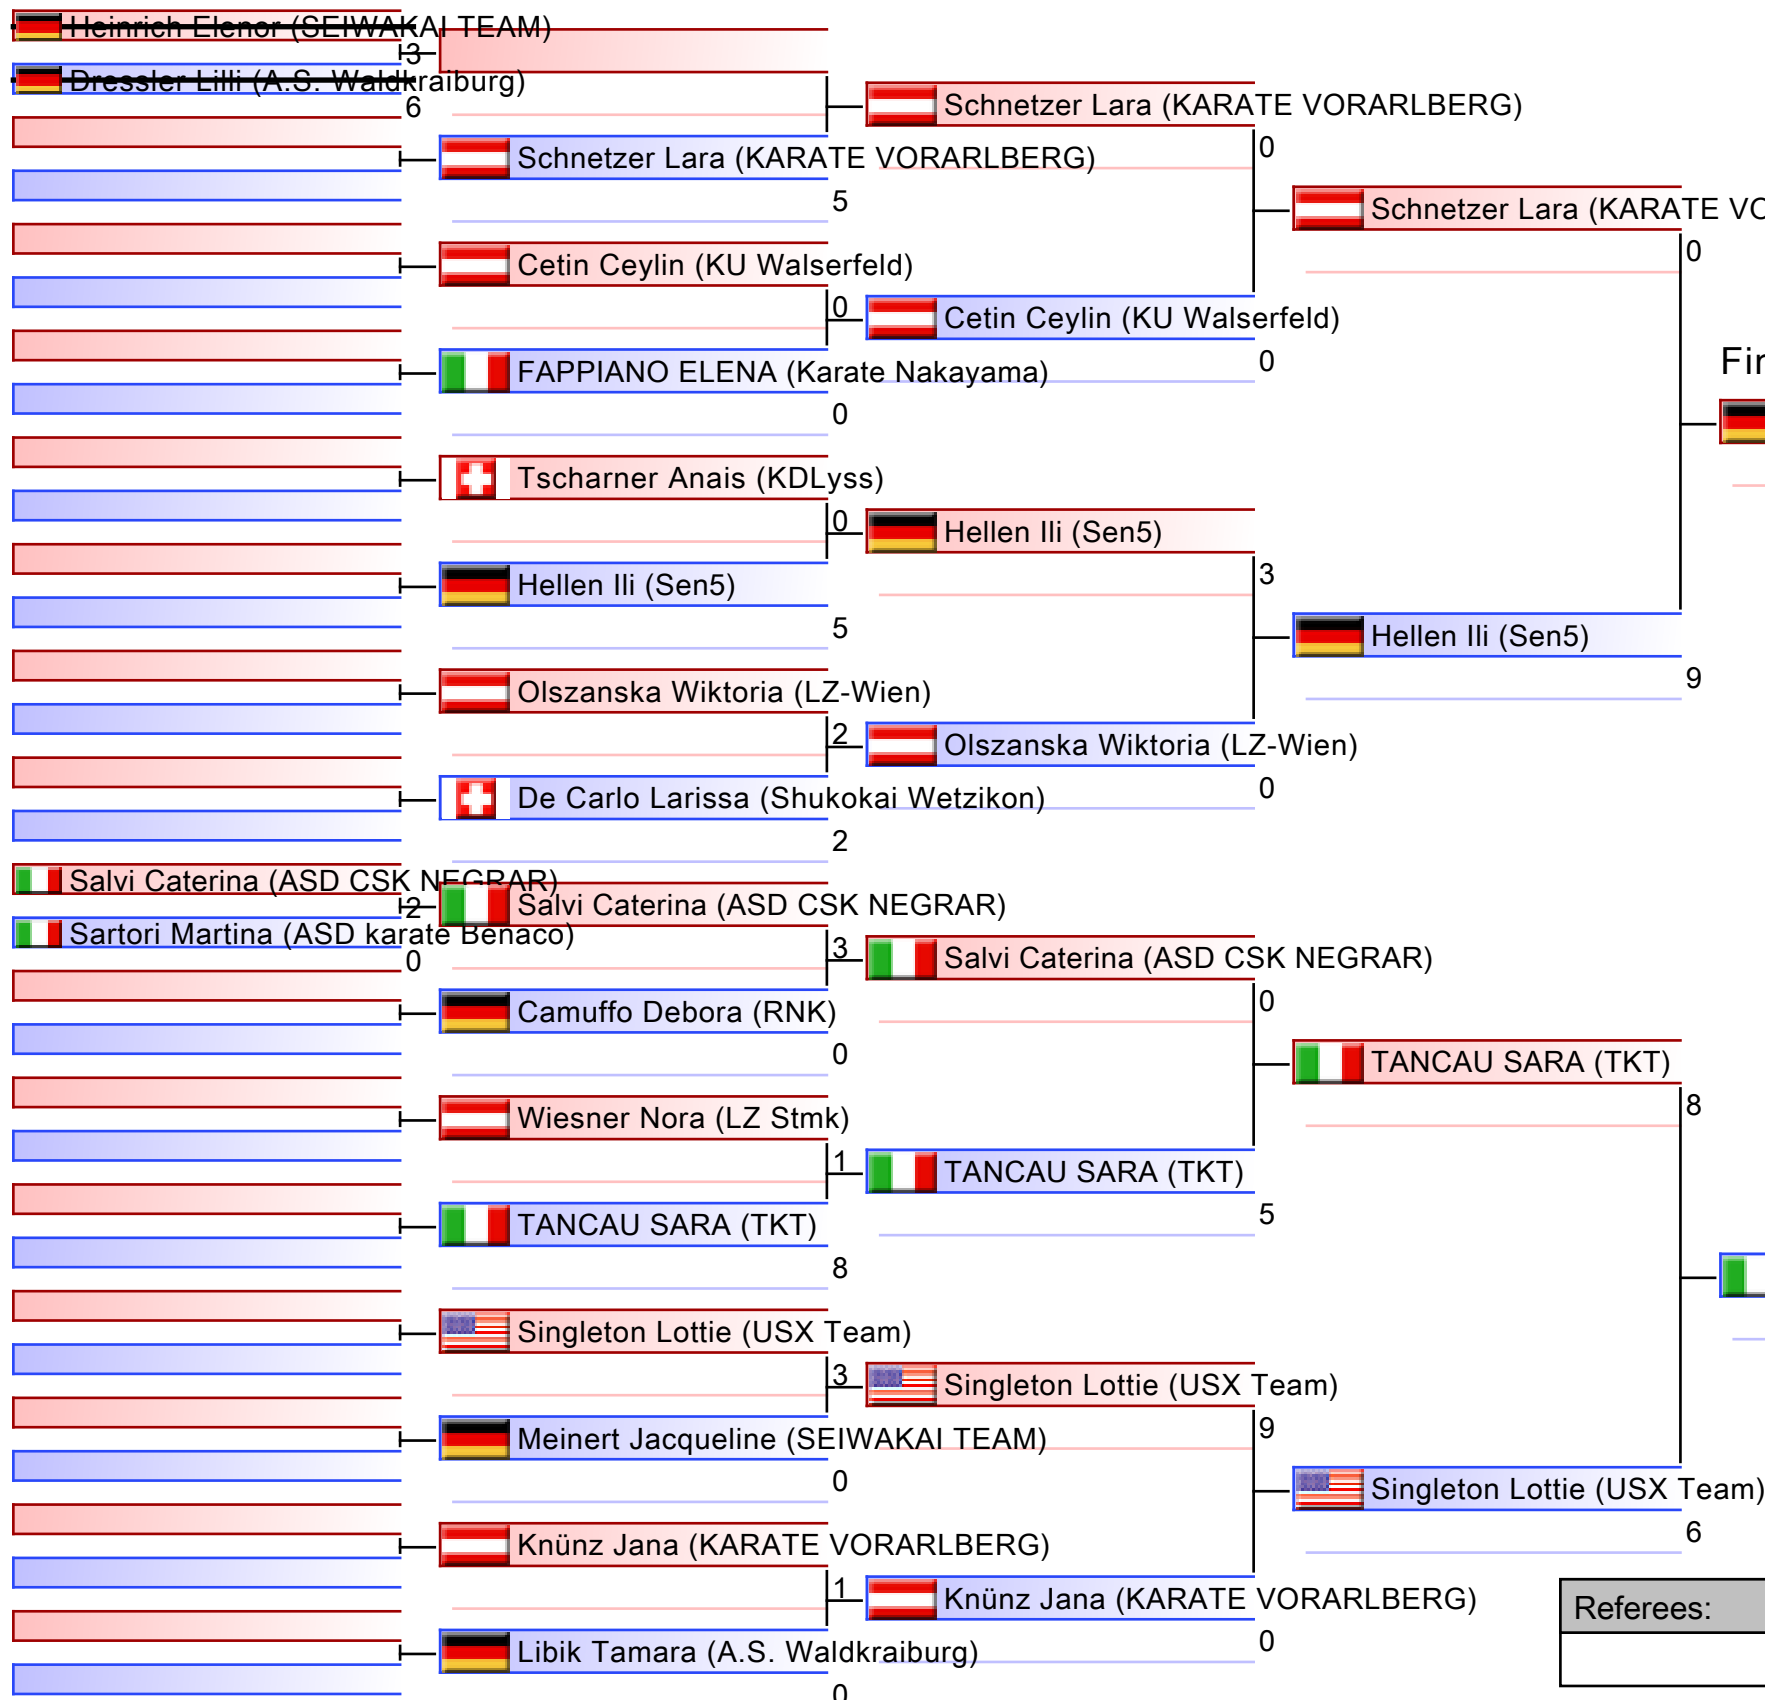 Heinrich Elenor (SEIWAKAI TEAM)
3
Dressler Lilli (A.S. Waldkraiburg)
6
Schnetzer Lara (KARATE VORARLBERG)
0
Schnetzer Lara (KARATE VORARLBERG)
5
Schnetzer Lara (KARATE VO
0
Cetin Ceylin (KU Walserfeld)
0
Cetin Ceylin (KU Walserfeld)
0
FAPPIANO ELENA (Karate Nakayama)
0
Fin
Tscharner Anais (KDLyss)
0
Hellen Ili (Sen5)
3
Hellen Ili (Sen5)
5
Hellen Ili (Sen5)
9
Olszanska Wiktoria (LZ-Wien)
2
Olszanska Wiktoria (LZ-Wien)
0
De Carlo Larissa (Shukokai Wetzikon)
2
Salvi Caterina (ASD CSK NEGRAR)
2
Salvi Caterina (ASD CSK NEGRAR)
3
Sartori Martina (ASD karate Benaco)
0
Salvi Caterina (ASD CSK NEGRAR)
0
Camuffo Debora (RNK)
0
TANCAU SARA (TKT)
8
Wiesner Nora (LZ Stmk)
1
TANCAU SARA (TKT)
5
TANCAU SARA (TKT)
8
Singleton Lottie (USX Team)
3
Singleton Lottie (USX Team)
9
Meinert Jacqueline (SEIWAKAI TEAM)
0
Singleton Lottie (USX Team)
6
Knünz Jana (KARATE VORARLBERG)
1
Knünz Jana (KARATE VORARLBERG)
0
Libik Tamara (A.S. Waldkraiburg)
0
Referees: